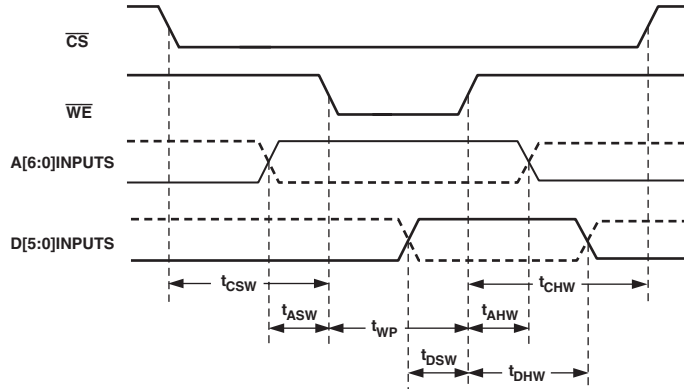 CS
WE
A[6:0]INPUTS
D[5:0]INPUTS
tCSW
tCHW
tASW
tWP
tAHW
tDSW
tDHW